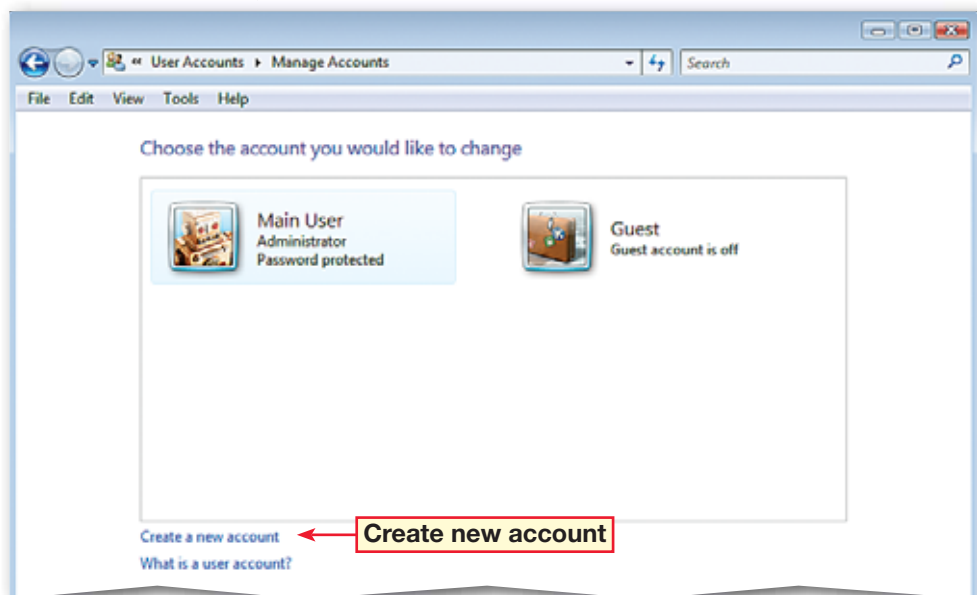 « User Accounts ▸ Manage Accounts
Search
File Edit View Tools Help
Choose the account you would like to change
Main User
Administrator
Password protected
Guest
Guest account is off
Create a new account
Create new account
What is a user account?